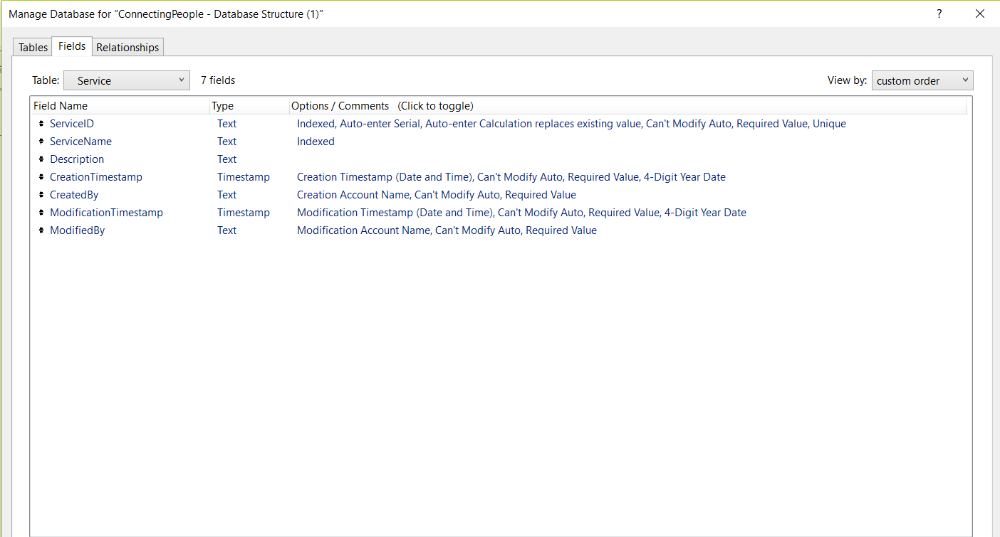 Manage Database for “ConnectingPeople - Database Structure (1)” ?
Tables Fields Relationships
Table: Service 7 fields View by: custom order
Field Name Type Options / Comments (Click to toggle)
ServiceID Text Indexed, Auto-enter Serial, Auto-enter Calculation replaces existing value, Can't Modify Auto, Required Value, Unique
ServiceName Text Indexed
Description Text
CreationTimestamp Timestamp Creation Timestamp (Date and Time), Can't Modify Auto, Required Value, 4-Digit Year Date
CreatedBy Text Creation Account Name, Can't Modify Auto, Required Value
ModificationTimestamp Timestamp Modification Timestamp (Date and Time), Can't Modify Auto, Required Value, 4-Digit Year Date
ModifiedBy Text Modification Account Name, Can't Modify Auto, Required Value